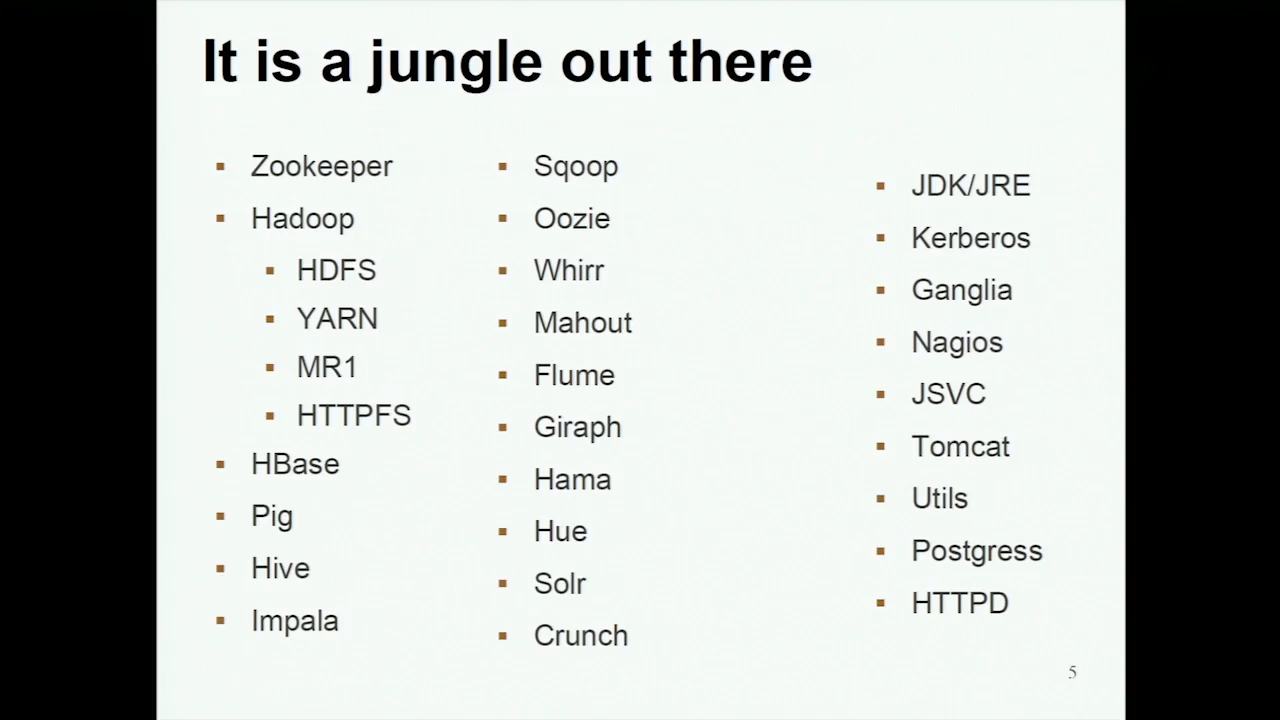 It is a jungle out there
Zookeeper
Hadoop
HDFS
YARN
MR1
HTTPFS
HBase
Pig
Hive
Impala
Sqoop
Oozie
Whirr
Mahout
Flume
Giraph
Hama
Hue
Solr
Crunch
JDK/JRE
Kerberos
Ganglia
Nagios
JSVC
Tomcat
Utils
Postgress
HTTPD
5